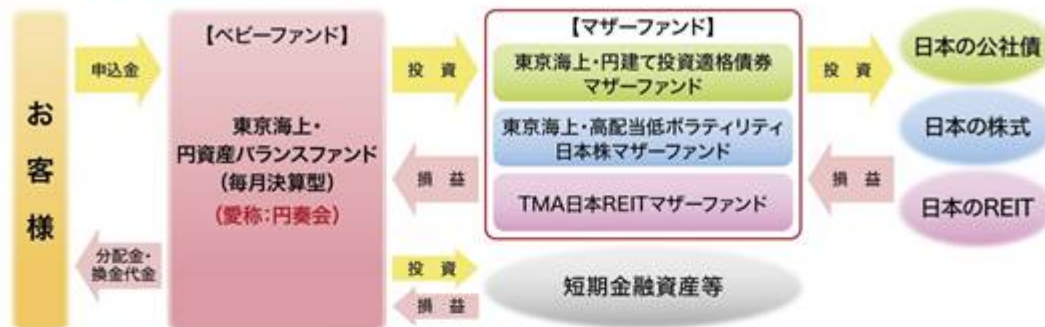 お客様
申込金
分配金・
換金代金
【ベビーファンド】
東京海上・
円資産バランスファンド
(毎月決算型)
(愛称:円奏会)
投 資
損 益
投 資
損 益
【マザーファンド】
東京海上・円建て投資適格債券
マザーファンド
東京海上・高配当低ボラティリティ
日本株マザーファンド
TMA日本REITマザーファンド
短期金融資産等
投 資
損 益
日本の公社債
日本の株式
日本のREIT